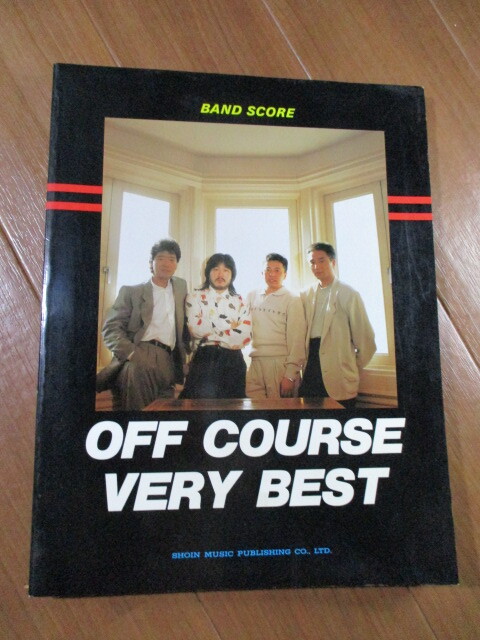 BAND SCORE
OFF COURSE
VERY BEST
SHOIN MUSIC PUBLISHING CO., LTD.